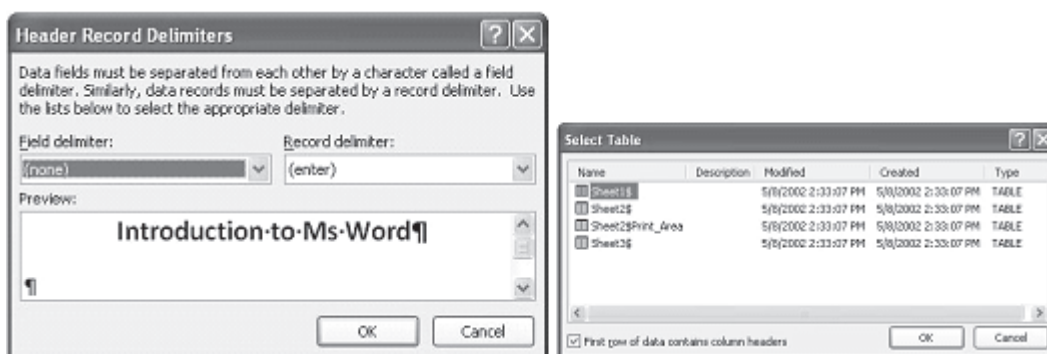 Header Record Delimiters
Data fields must be separated from each other by a character called a field
delimiter. Similarly, data records must be separated by a record delimiter. Use
the lists below to select the appropriate delimiter.
Field delimiter: Record delimiter:
(none) (enter)
Preview:
Introduction·to·Ms·Word¶
¶
OK Cancel
Select Table
Name Description Modified Created Type
Sheet1$ 5/8/2002 2:33:07 PM 5/8/2002 2:33:07 PM TABLE
Sheet2$ 5/8/2002 2:33:07 PM 5/8/2002 2:33:07 PM TABLE
Sheet2$Print_Area 5/8/2002 2:33:07 PM 5/8/2002 2:33:07 PM TABLE
Sheet3$ 5/8/2002 2:33:07 PM 5/8/2002 2:33:07 PM TABLE
First row of data contains column headers
OK Cancel